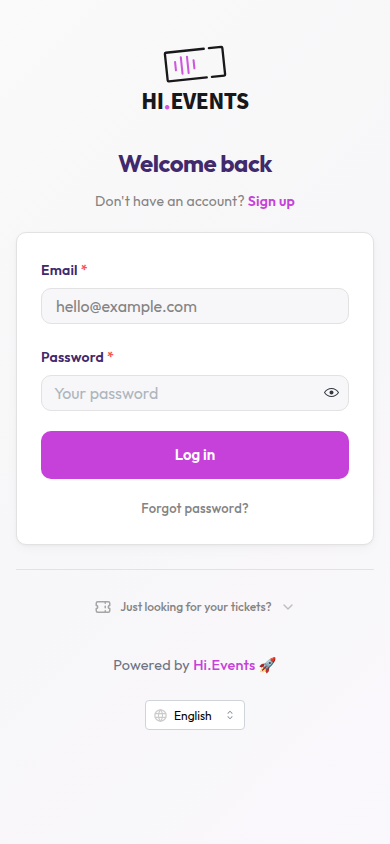 HI.EVENTS
Welcome back
Don't have an account? Sign up
Email *
hello@example.com
Password *
Your password
Log in
Forgot password?
Just looking for your tickets?
Powered by Hi.Events 🚀
English